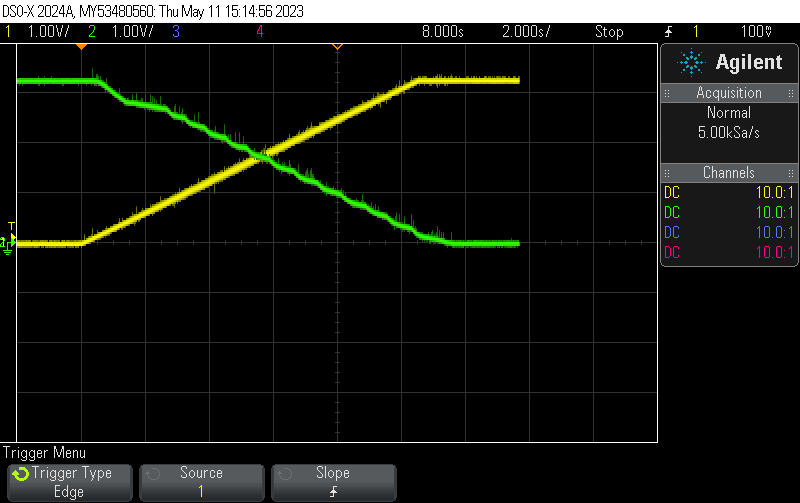 DSO-X 2024A, MY53480560: Thu May 11 15:14:56 2023
1 1.00V/ 2 1.00V/ 3 4 8.000s 2.000s/ Stop 1 100%
Agilent
Acquisition
Normal
5.00kSa/s
Channels
DC 10.0:1
DC 10.0:1
DC 10.0:1
DC 10.0:1
T
2
Trigger Menu
Trigger Type
Edge
Source
1
Slope